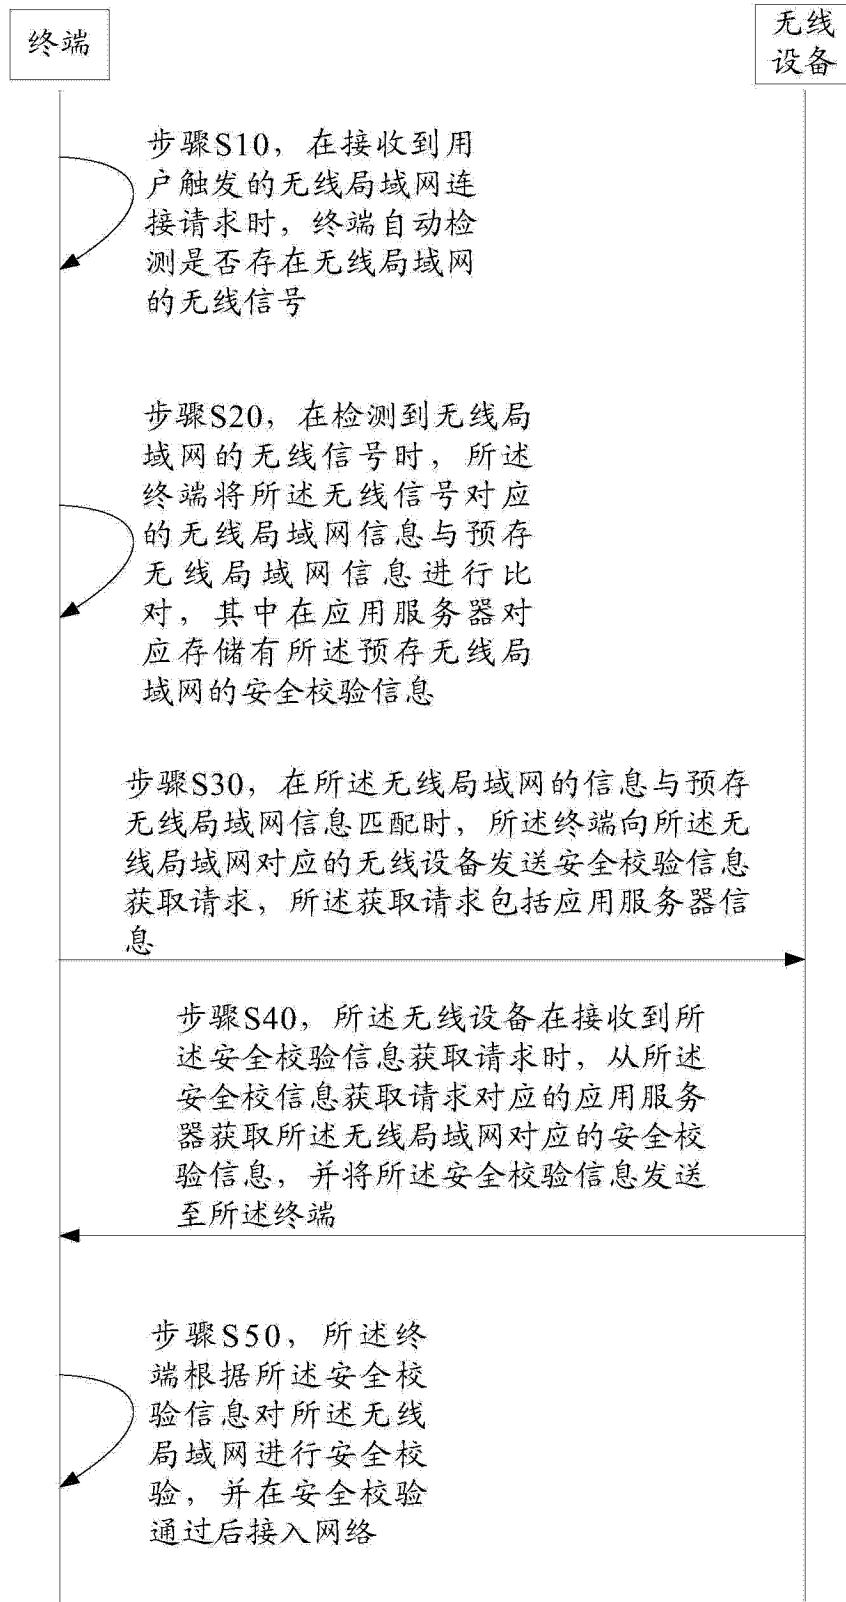 终端
无线
设备
步骤S10，在接收到用
户触发的无线局域网连
接请求时，终端自动检
测是否存在无线局域网
的无线信号
步骤S20，在检测到无线局
域网的无线信号时，所述
终端将所述无线信号对应
的无线局域网信息与预存
无线局域网信息进行比
对，其中在应用服务器对
应存储有所述预存无线局
域网的安全校验信息
步骤S30，在所述无线局域网的信息与预存
无线局域网信息匹配时，所述终端向所述无
线局域网对应的无线设备发送安全校验信息
获取请求，所述获取请求包括应用服务器信
息
步骤S40，所述无线设备在接收到所
述安全校验信息获取请求时，从所述
安全校信息获取请求对应的应用服务
器获取所述无线局域网对应的安全校
验信息，并将所述安全校验信息发送
至所述终端
步骤S50，所述终
端根据所述安全校
验信息对所述无线
局域网进行安全校
验，并在安全校验
通过后接入网络